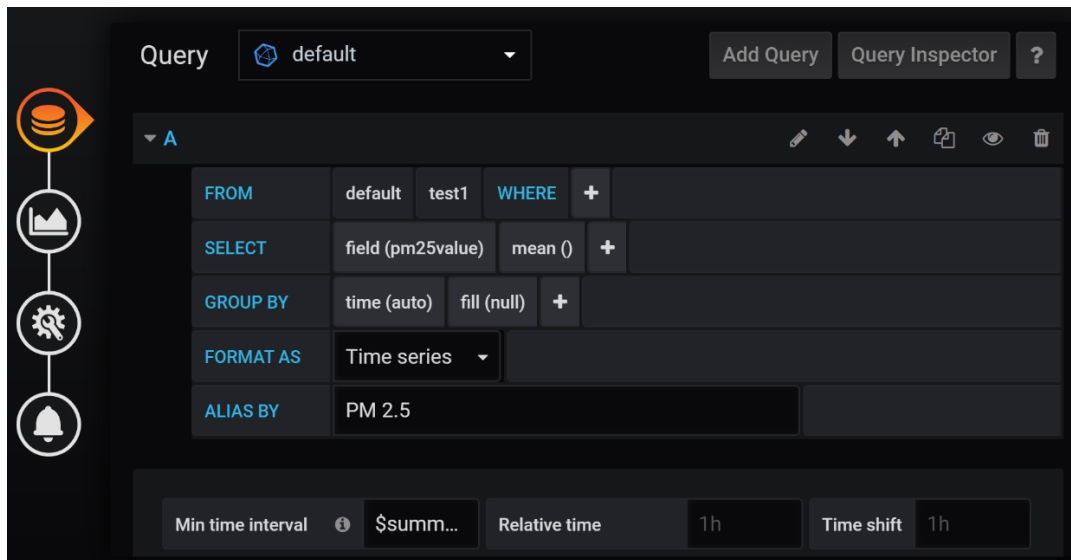 Query default Add Query Query Inspector ?
A
FROM default test1 WHERE +
SELECT field (pm25value) mean () +
GROUP BY time (auto) fill (null) +
FORMAT AS Time series
ALIAS BY PM 2.5
Min time interval $summ... Relative time 1h Time shift 1h